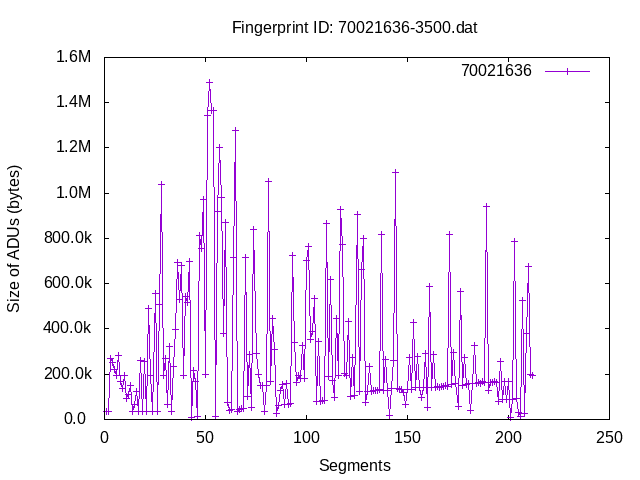 Fingerprint ID: 70021636-3500.dat
70021636
1.6M
1.4M
1.2M
1.0M
800.0k
600.0k
400.0k
200.0k
0.0
Size of ADUs (bytes)
0 50 100 150 200 250
Segments